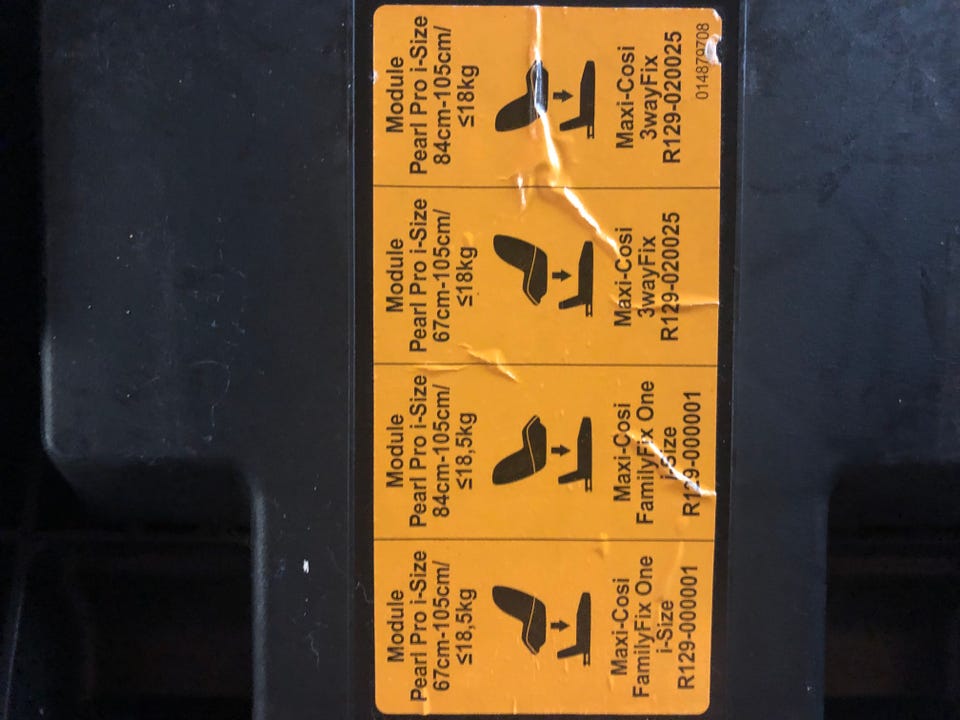 Module
Pearl Pro i-Size
67cm-105cm/
≤18,5kg
Maxi-Cosi
FamilyFix One
i-Size
R129-000001
Module
Pearl Pro i-Size
84cm-105cm/
≤18,5kg
Maxi-Cosi
FamilyFix One
i-Size
R129-000001
Module
Pearl Pro i-Size
67cm-105cm/
≤18kg
Maxi-Cosi
3wayFix
R129-020025
Module
Pearl Pro i-Size
84cm-105cm/
≤18kg
Maxi-Cosi
3wayFix
R129-020025
014879708